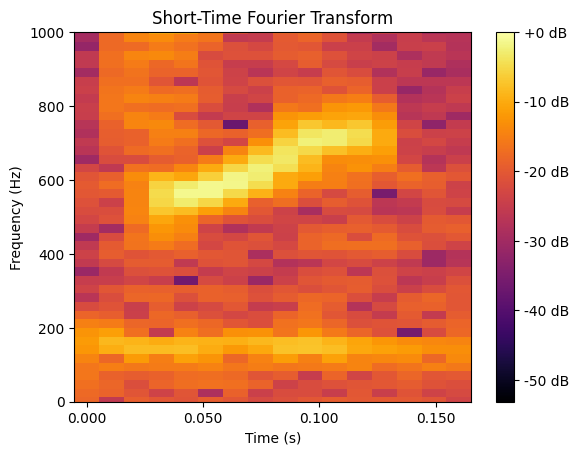 Short-Time Fourier Transform
1000
800
600
400
200
0
Frequency (Hz)
0.000
0.050
0.100
0.150
Time (s)
+0 dB
-10 dB
-20 dB
-30 dB
-40 dB
-50 dB